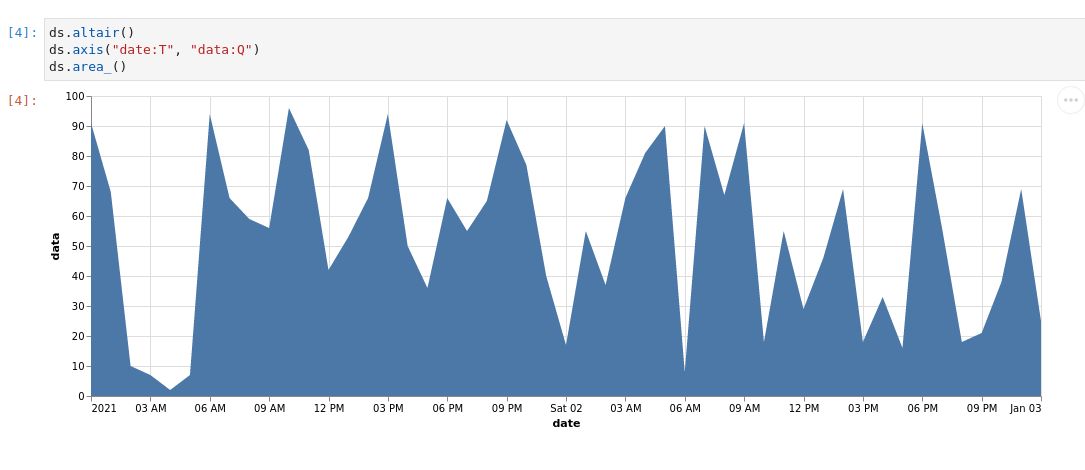 [4]: ds.altair()
ds.axis("date:T", "data:Q")
ds.area_()
[4]:
100
90
80
70
60
50
40
30
20
10
0
data
2021 03 AM 06 AM 09 AM 12 PM 03 PM 06 PM 09 PM Sat 02 03 AM 06 AM 09 AM 12 PM 03 PM 06 PM 09 PM Jan 03
date